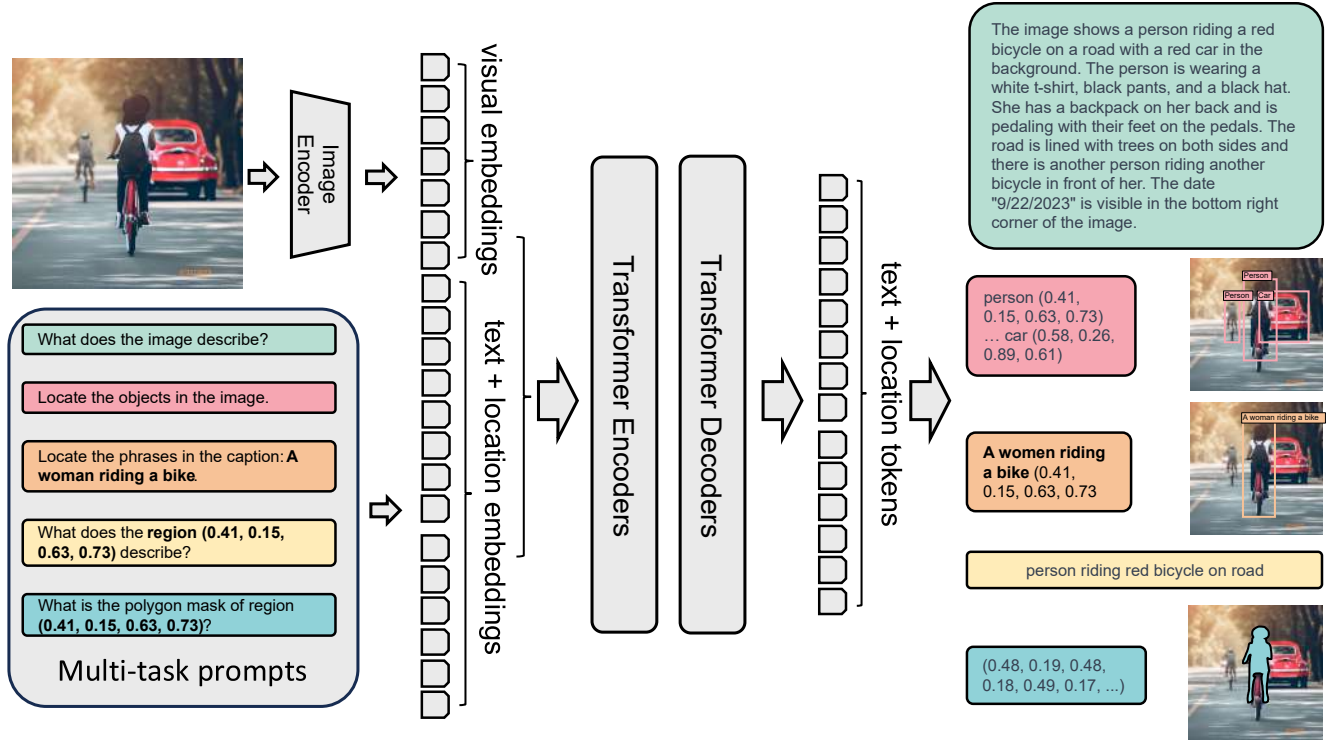 Image
Encoder
visual embeddings
text + location embeddings
Transformer Encoders
Transformer Decoders
text + location tokens
What does the image describe?
Locate the objects in the image.
Locate the phrases in the caption: A
woman riding a bike.
What does the region (0.41, 0.15,
0.63, 0.73) describe?
What is the polygon mask of region
(0.41, 0.15, 0.63, 0.73)?
Multi-task prompts
The image shows a person riding a red
bicycle on a road with a red car in the
background. The person is wearing a
white t-shirt, black pants, and a black hat.
She has a backpack on her back and is
pedaling with their feet on the pedals. The
road is lined with trees on both sides and
there is another person riding another
bicycle in front of her. The date
"9/22/2023" is visible in the bottom right
corner of the image.
person (0.41,
0.15, 0.63, 0.73)
… car (0.58, 0.26,
0.89, 0.61)
Person
Person
Car
A women riding
a bike (0.41,
0.15, 0.63, 0.73
A woman riding a bike
person riding red bicycle on road
(0.48, 0.19, 0.48,
0.18, 0.49, 0.17, ...)